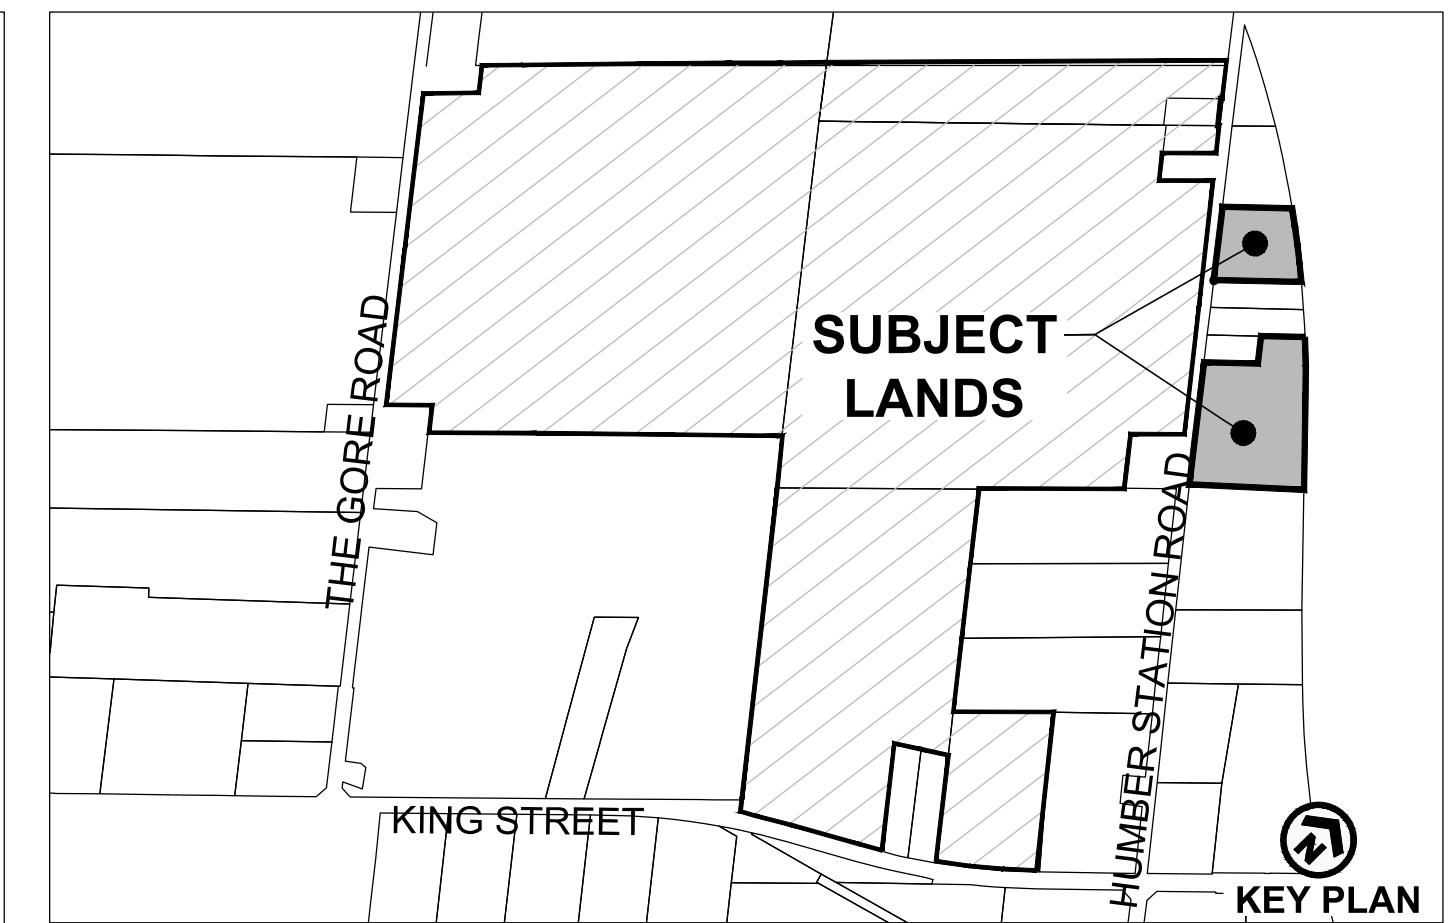 SUBJECT
LANDS
THE GORE ROAD
HUMBER STATION ROAD
KING STREET
N
KEY PLAN